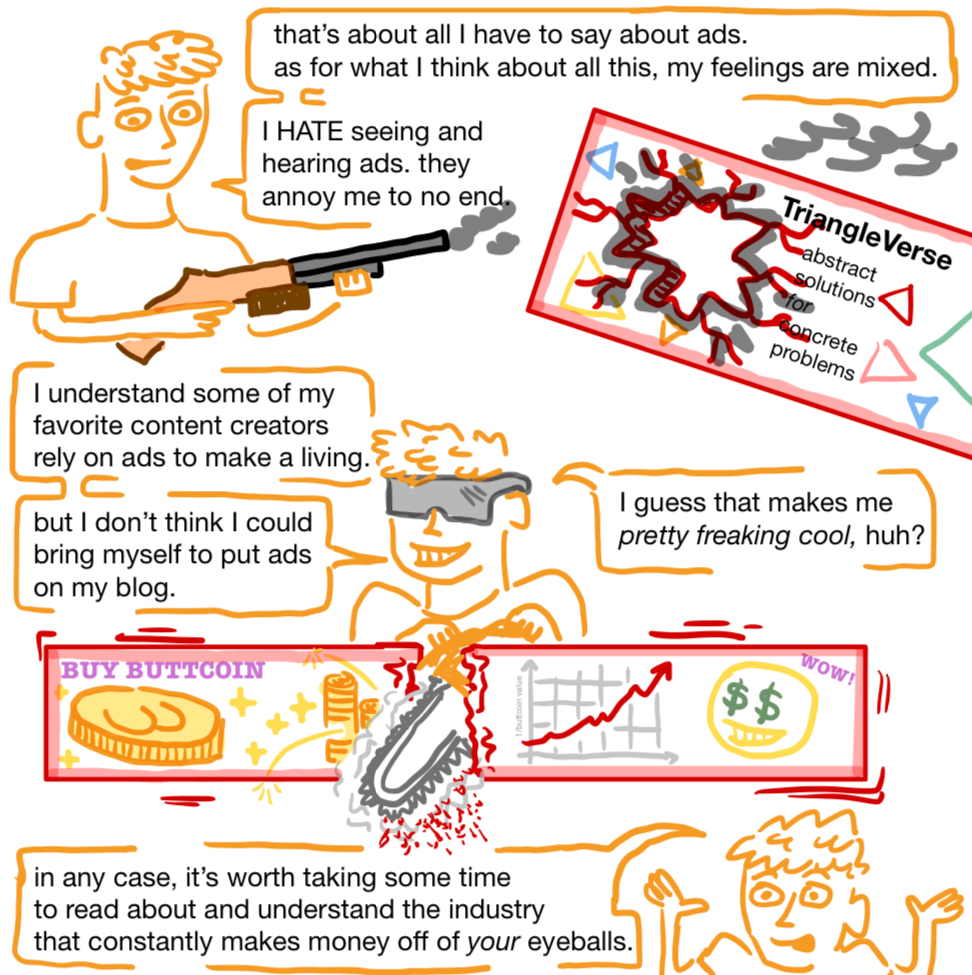 that's about all I have to say about ads.
as for what I think about all this, my feelings are mixed.
I HATE seeing and
hearing ads. they
annoy me to no end.
TriangleVerse
abstract
solutions
for
concrete
problems
I understand some of my
favorite content creators
rely on ads to make a living.
but I don't think I could
bring myself to put ads
on my blog.
I guess that makes me
pretty freaking cool, huh?
BUY BUTTCOIN
1/buttcoin value
$ $
WOW!
in any case, it's worth taking some time
to read about and understand the industry
that constantly makes money off of your eyeballs.